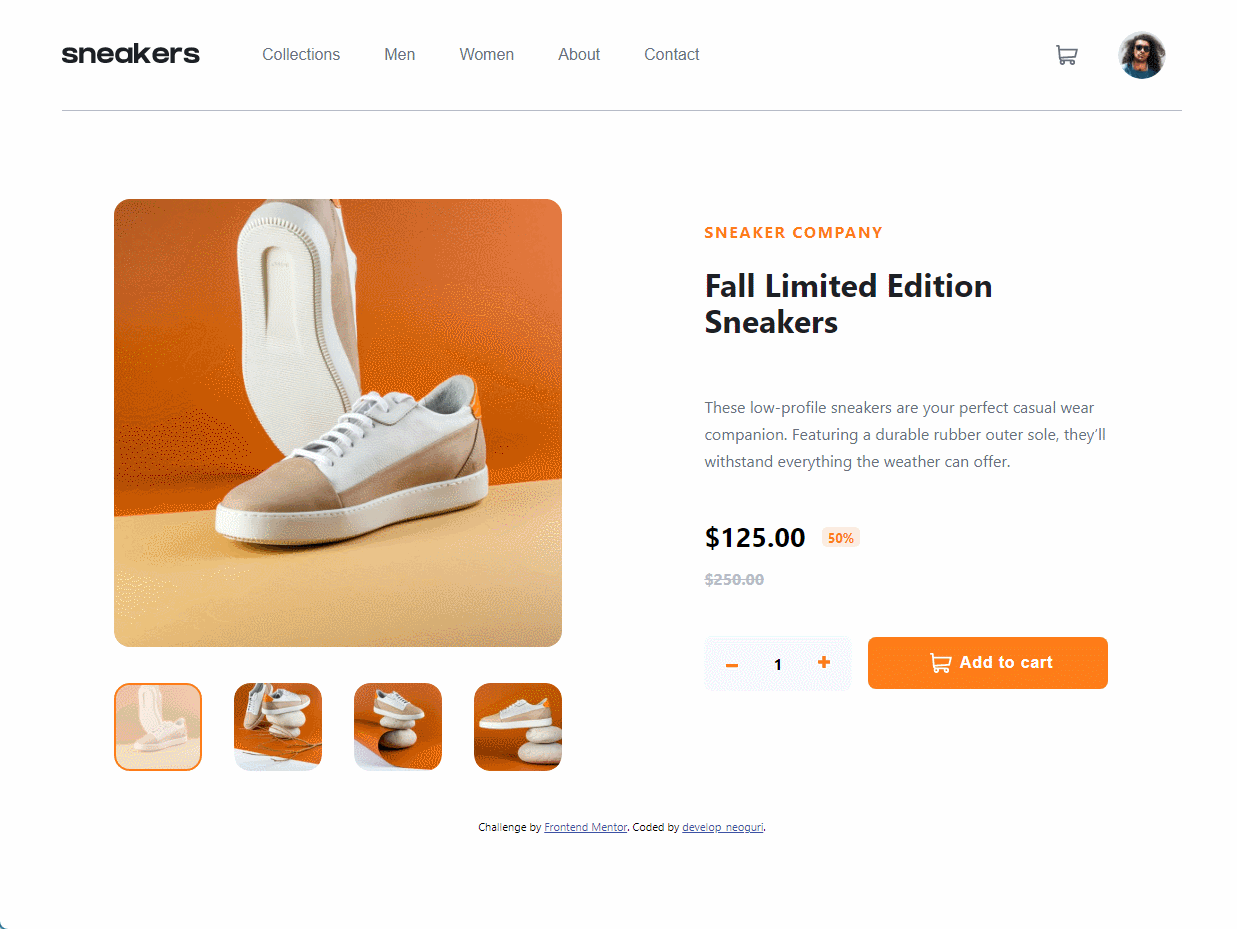 sneakers
Collections
Men
Women
About
Contact
SNEAKER COMPANY
Fall Limited Edition
Sneakers
These low-profile sneakers are your perfect casual wear
companion. Featuring a durable rubber outer sole, they’ll
withstand everything the weather can offer.
$125.00 50%
$250.00
1
Add to cart
Challenge by Frontend Mentor. Coded by develop_neoguri.